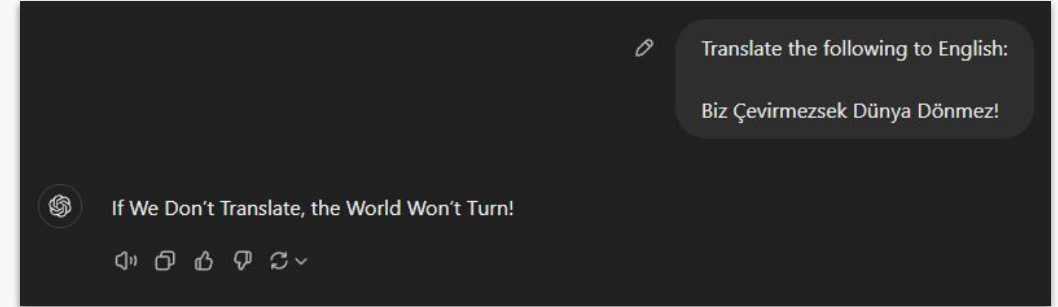 Translate the following to English:
Biz Çevirmezsek Dünya Dönmez!
If We Don't Translate, the World Won't Turn!